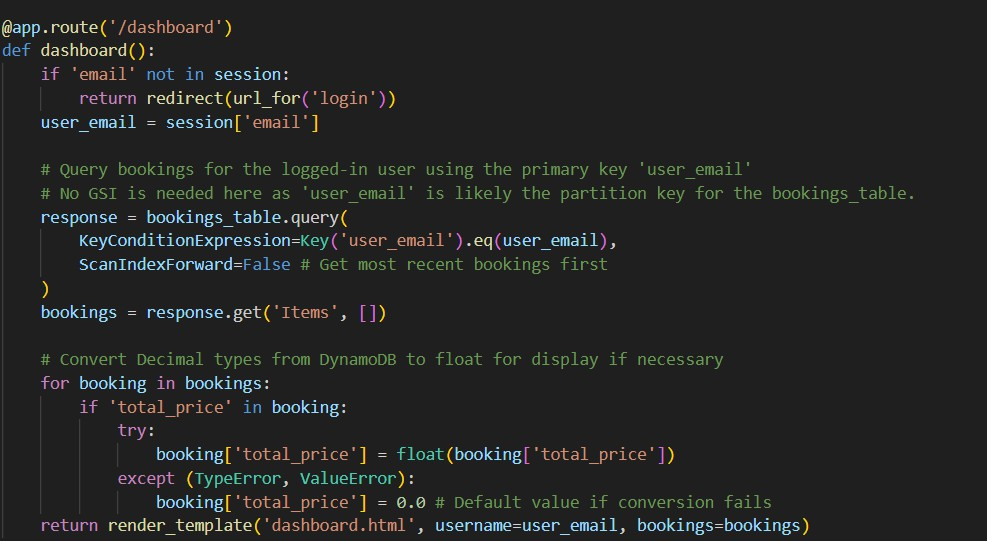 @app.route('/dashboard')
def dashboard():
    if 'email' not in session:
        return redirect(url_for('login'))
    user_email = session['email']

    # Query bookings for the logged-in user using the primary key 'user_email'
    # No GSI is needed here as 'user_email' is likely the partition key for the bookings_table.
    response = bookings_table.query(
        KeyConditionExpression=Key('user_email').eq(user_email),
        ScanIndexForward=False # Get most recent bookings first
    )
    bookings = response.get('Items', [])

    # Convert Decimal types from DynamoDB to float for display if necessary
    for booking in bookings:
        if 'total_price' in booking:
            try:
                booking['total_price'] = float(booking['total_price'])
            except (TypeError, ValueError):
                booking['total_price'] = 0.0 # Default value if conversion fails
    return render_template('dashboard.html', username=user_email, bookings=bookings)